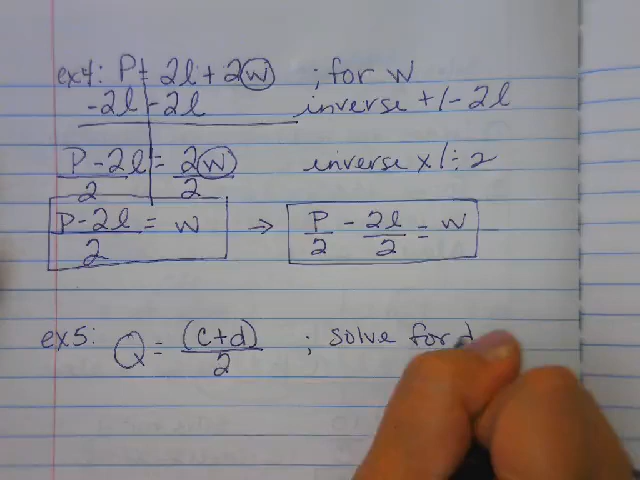 ex4: P = 2l + 2w ; for w
-2l -2l inverse +/- 2l
P - 2l = 2w inverse x/÷ 2
2 2
P - 2l = w → P - 2l = w
2 2 2
ex5: Q = (c+d) ; solve for d
2